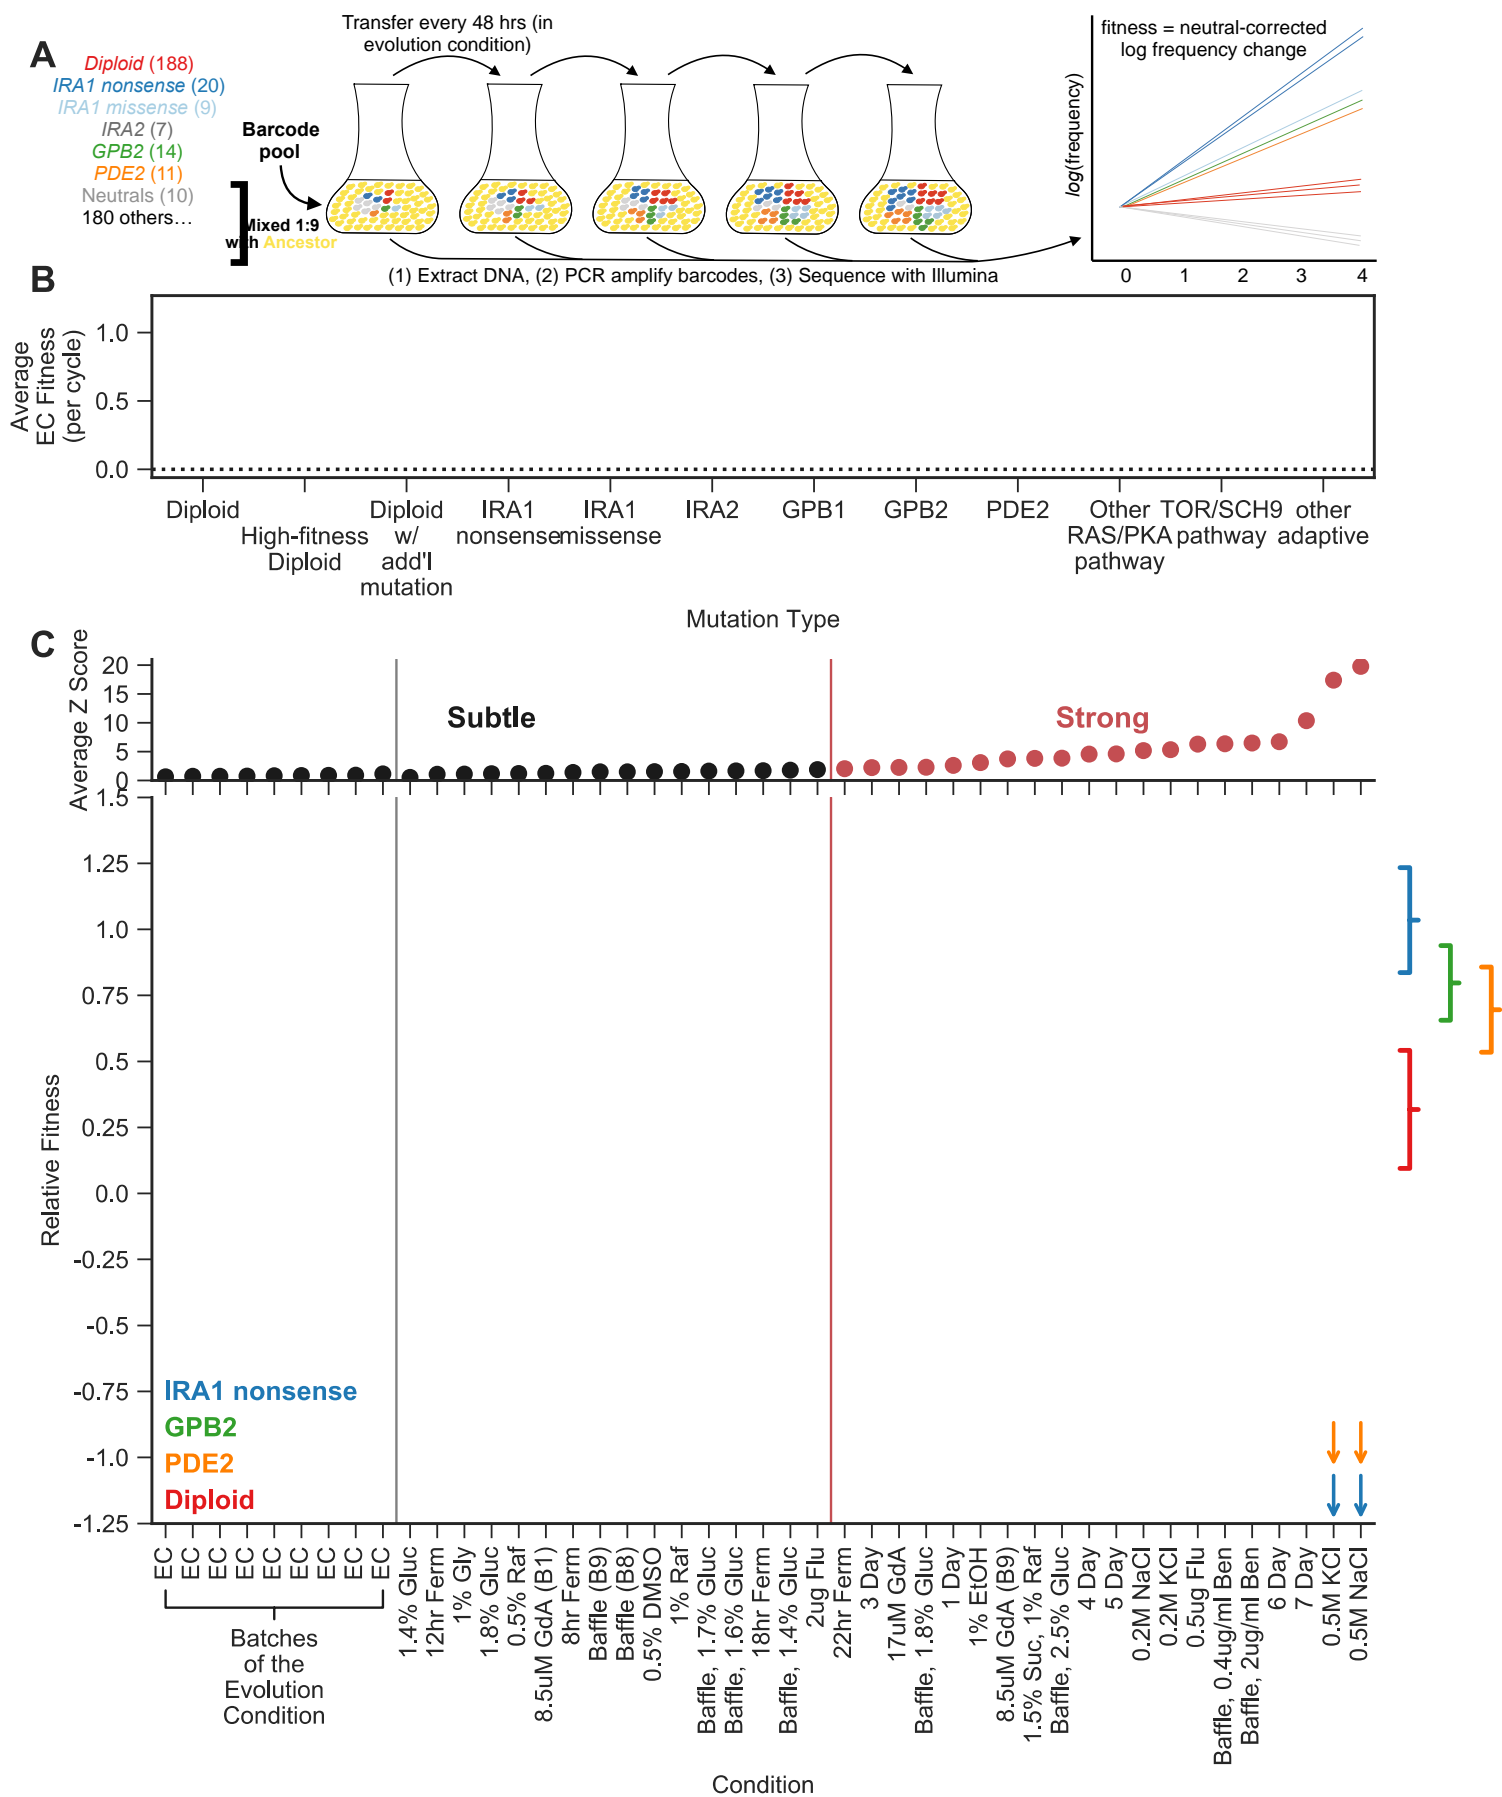 A
Diploid (188)
IRA1 nonsense (20)
IRA1 missense (9)
IRA2 (7)
GPB2 (14)
PDE2 (11)
Neutrals (10)
180 others…
Barcode
pool
Mixed 1:9
with Ancestor
Transfer every 48 hrs (in
evolution condition)
(1) Extract DNA, (2) PCR amplify barcodes, (3) Sequence with Illumina
fitness = neutral-corrected
log frequency change
log(frequency)
0 1 2 3 4
B
Average
EC Fitness
(per cycle)
1.0
0.5
0.0
Diploid
High-fitness
Diploid
Diploid
w/
add'l
mutation
IRA1
nonsense
IRA1
missense
IRA2
GPB1
GPB2
PDE2
Other
RAS/PKA
pathway
TOR/SCH9
pathway
other
adaptive
Mutation Type
C
Average Z Score
20
15
10
5
0
Subtle
Strong
Relative Fitness
1.5
1.25
1.0
0.75
0.5
0.25
0.0
-0.25
-0.5
-0.75
-1.0
-1.25
IRA1 nonsense
GPB2
PDE2
Diploid
EC
EC
EC
EC
EC
EC
EC
EC
EC
1.4% Gluc
12hr Ferm
1% Gly
1.8% Gluc
0.5% Raf
8.5uM GdA (B1)
8hr Ferm
Baffle (B9)
Baffle (B8)
0.5% DMSO
1% Raf
Baffle, 1.7% Gluc
Baffle, 1.6% Gluc
18hr Ferm
Baffle, 1.4% Gluc
2ug Flu
22hr Ferm
3 Day
17uM GdA
Baffle, 1.8% Gluc
1 Day
1% EtOH
8.5uM GdA (B9)
1.5% Suc, 1% Raf
Baffle, 2.5% Gluc
4 Day
5 Day
0.2M NaCl
0.2M KCl
0.5ug Flu
Baffle, 0.4ug/ml Ben
Baffle, 2ug/ml Ben
6 Day
7 Day
0.5M KCl
0.5M NaCl
Batches
of the
Evolution
Condition
Condition